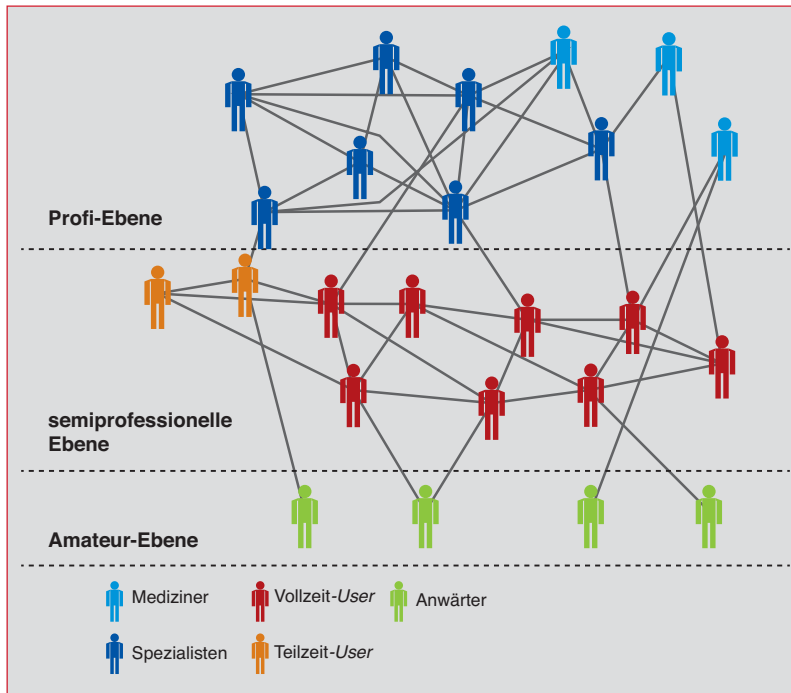 Profi-Ebene
semiprofessionelle
Ebene
Amateur-Ebene
Mediziner
Vollzeit-User
Anwärter
Spezialisten
Teilzeit-User